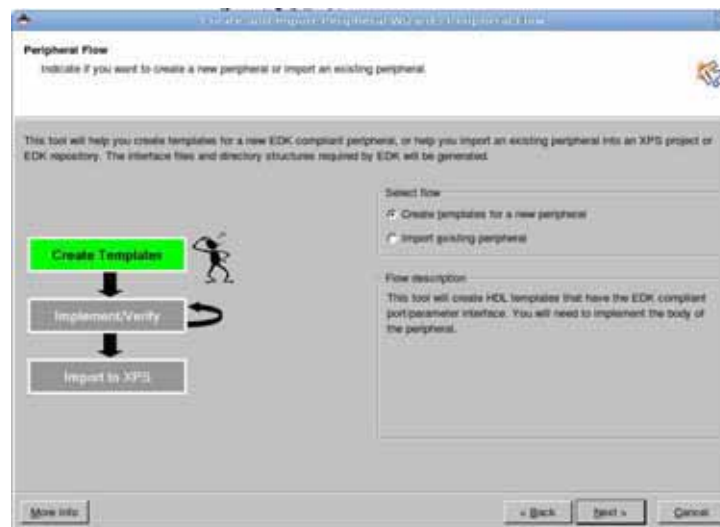 Create and Import Peripheral Wizard - Peripheral Flow
Peripheral Flow
Indicate if you want to create a new peripheral or import an existing peripheral.
This tool will help you create templates for a new EDK compliant peripheral, or help you import an existing peripheral into an XPS project or
EDK repository. The interface files and directory structures required by EDK will be generated.
Select flow
Create templates for a new peripheral
Import existing peripheral
Create Templates
Implement/Verify
Import to XPS
Flow description
This tool will create HDL templates that have the EDK compliant
port/parameter interface. You will need to implement the body of
the peripheral.
More Info
< Back
Next >
Cancel